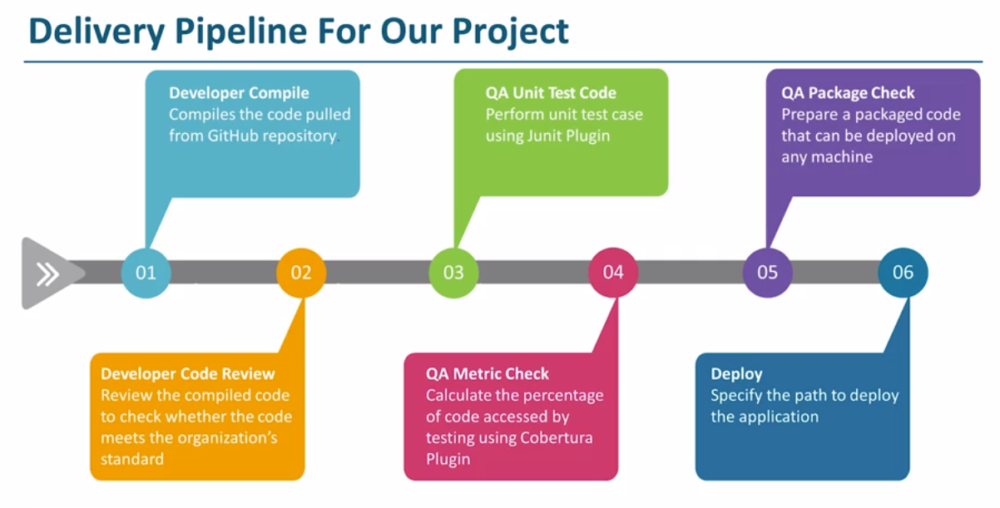 Delivery Pipeline For Our Project
Developer Compile
Compiles the code pulled
from GitHub repository.
QA Unit Test Code
Perform unit test case
using Junit Plugin
QA Package Check
Prepare a packaged code
that can be deployed on
any machine
01
02
03
04
05
06
Developer Code Review
Review the compiled code
to check whether the code
meets the organization’s
standard
QA Metric Check
Calculate the percentage
of code accessed by
testing using Cobertura
Plugin
Deploy
Specify the path to deploy
the application